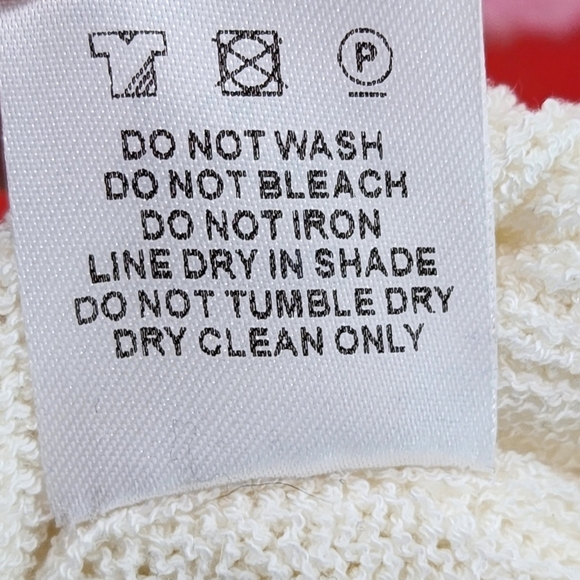 P
DO NOT WASH
DO NOT BLEACH
DO NOT IRON
LINE DRY IN SHADE
DO NOT TUMBLE DRY
DRY CLEAN ONLY